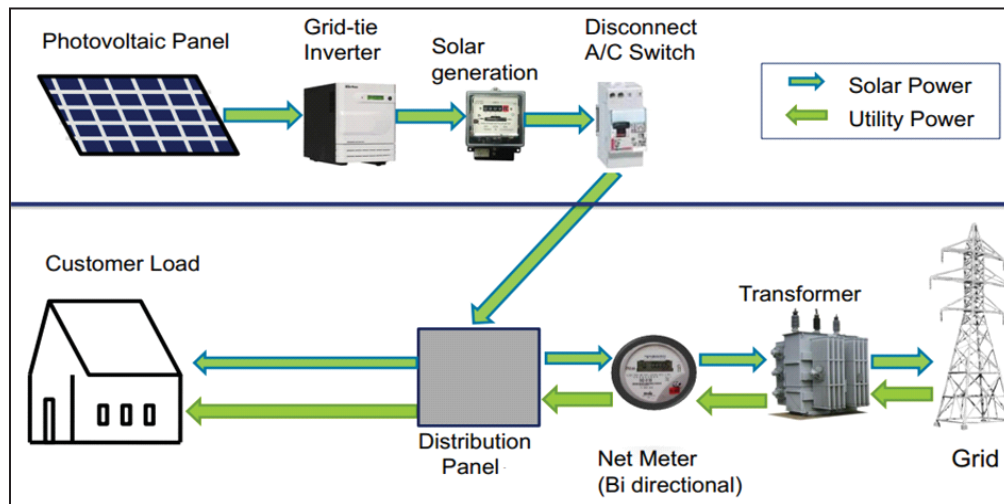 Photovoltaic Panel
Grid-tie
Inverter
Solar
generation
Disconnect
A/C Switch
Solar Power
Utility Power
Customer Load
Transformer
Distribution
Panel
Net Meter
(Bi directional)
Grid